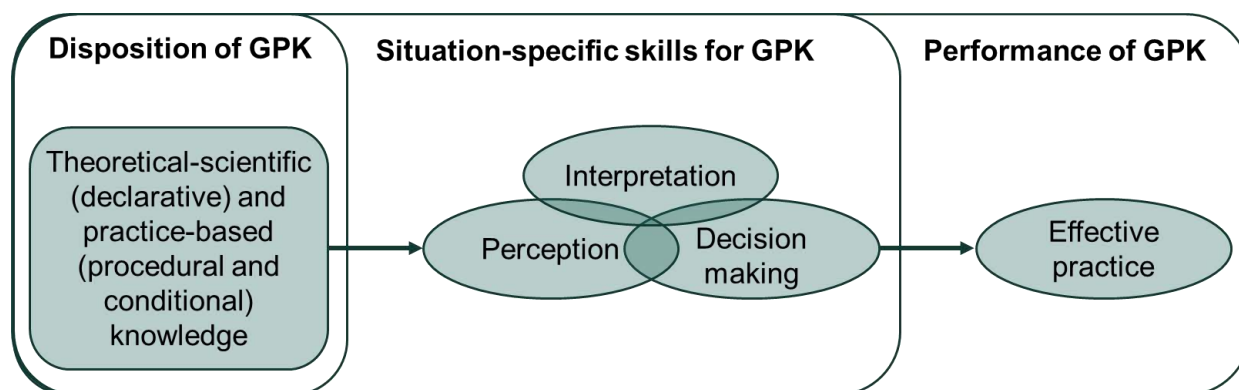 Disposition of GPK
Situation-specific skills for GPK
Performance of GPK
Theoretical-scientific
(declarative) and
practice-based
(procedural and
conditional)
knowledge
Interpretation
Perception
Decision
making
Effective
practice